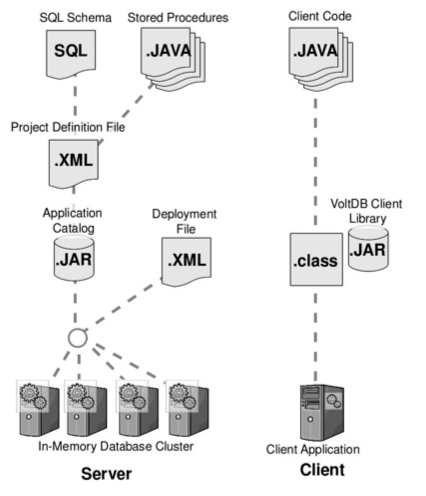 SQL Schema
Stored Procedures
Client Code
SQL
.JAVA
.JAVA
Project Definition File
.XML
VoltDB Client
Library
Application
Catalog
Deployment
File
.JAR
.XML
.class
.JAR
In-Memory Database Cluster
Client Application
Server
Client